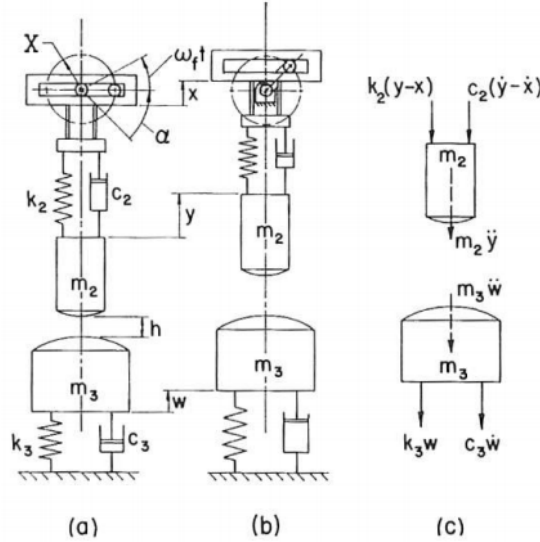 X
ω_f t
x
α
k₂
c₂
y
m₂
h
m₃
w
k₃
c₃
(a)
x
m₂
m₃
(b)
k₂(y-x)
c₂(ẏ-ẋ)
m₂
m₂ÿ
m₃ẅ
m₃
k₃w
c₃ẇ
(c)